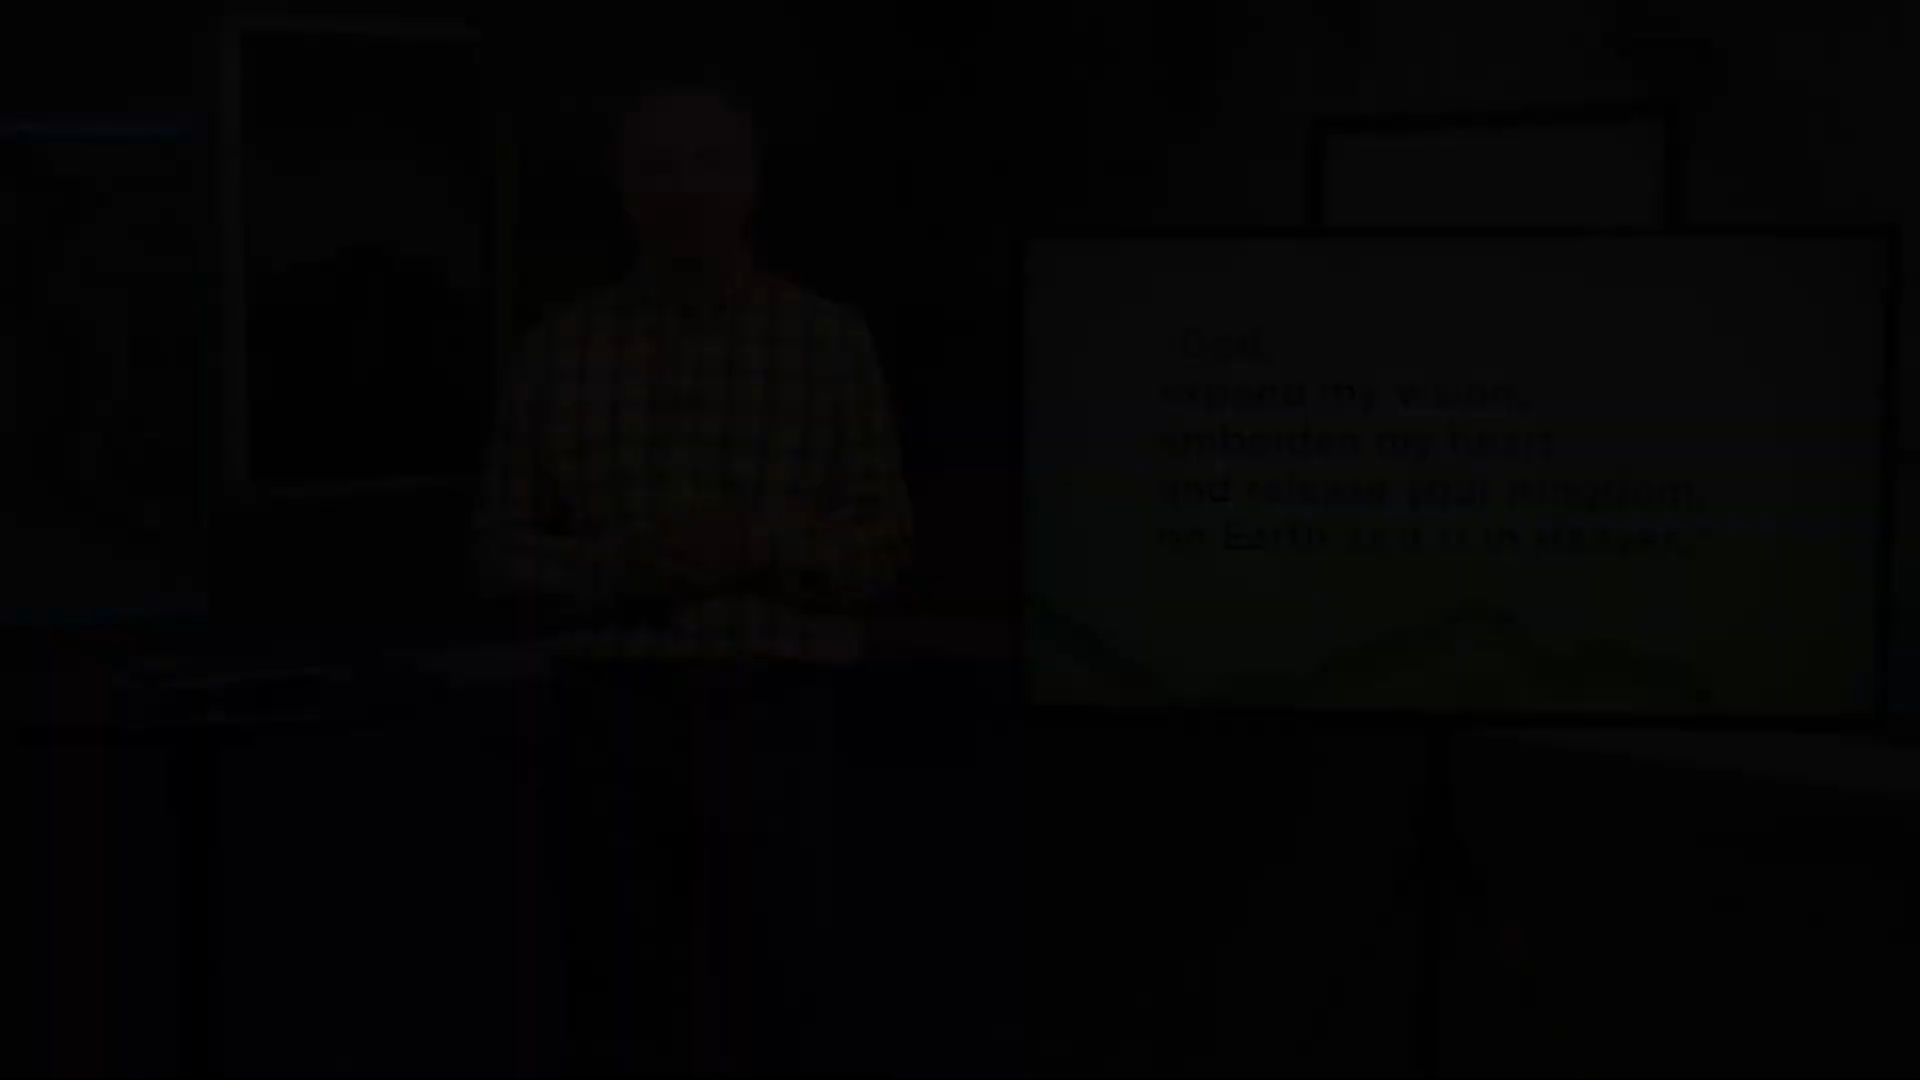 "God,
expand my vision,
embolden my heart
and release your kingdom,
on Earth as it is in Heaven."